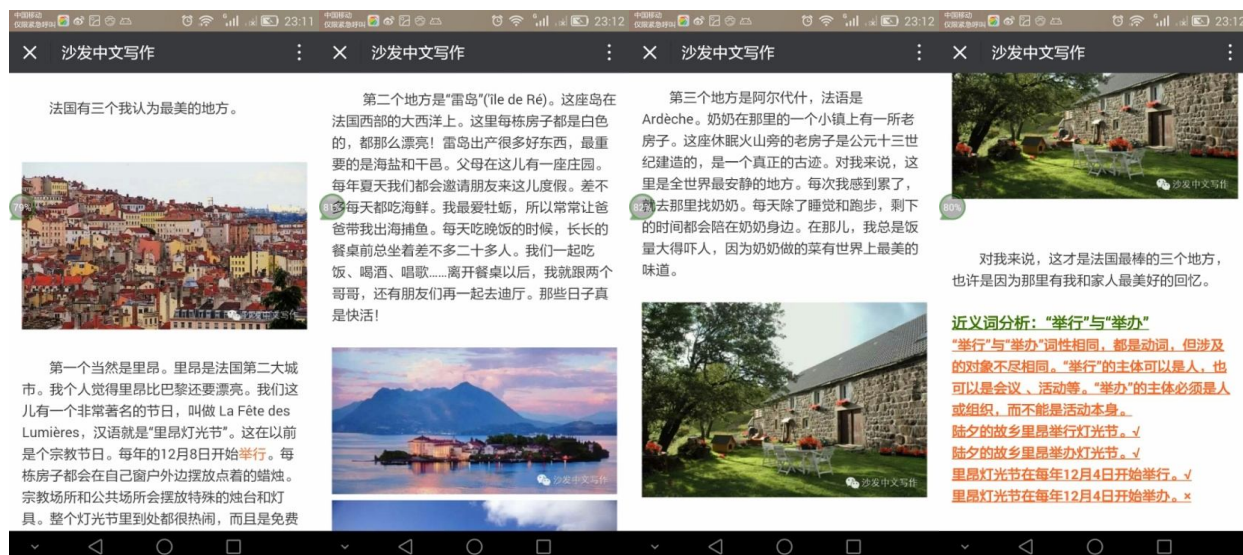 中国移动
仅限紧急呼叫
23:11
沙发中文写作
法国有三个我认为最美的地方。
沙发中文写作
79%
第一个当然是里昂。里昂是法国第二大城
市。我个人觉得里昂比巴黎还要漂亮。我们这
儿有一个非常著名的节日，叫做 La Fête des
Lumières，汉语就是“里昂灯光节”。这在以前
是个宗教节日。每年的12月8日开始举行。每
栋房子都会在自己窗户外边摆放点着的蜡烛。
宗教场所和公共场所会摆放特殊的烛台和灯
具。整个灯光节里到处都很热闹，而且是免费
中国移动
仅限紧急呼叫
23:12
沙发中文写作
第二个地方是“雷岛”(’île de Ré)。这座岛在
法国西部的大西洋上。这里每栋房子都是白色
的，都那么漂亮！雷岛出产很多好东西，最重
要的是海盐和干邑。父母在这儿有一座庄园。
每年夏天我们都会邀请朋友来这儿度假。差不
多每天都吃海鲜。我最爱牡蛎，所以常常让爸
爸带我出海捕鱼。每天吃晚饭的时候，长长的
餐桌前总坐着差不多二十多人。我们一起吃
饭、喝酒、唱歌......离开餐桌以后，我就跟两个
哥哥，还有朋友们再一起去迪厅。那些日子真
是快活！
沙发中文写作
中国移动
仅限紧急呼叫
23:12
沙发中文写作
第三个地方是阿尔代什，法语是
Ardèche。奶奶在那里的一个小镇上有一所老
房子。这座休眠火山旁的老房子是公元十三世
纪建造的，是一个真正的古迹。对我来说，这
里是全世界最安静的地方。每次我感到累了，
就去那里找奶奶。每天除了睡觉和跑步，剩下
的时间都会陪在奶奶身边。在那儿，我总是饭
量大得吓人，因为奶奶做的菜有世界上最美的
味道。
沙发中文写作
中国移动
仅限紧急呼叫
23:12
沙发中文写作
沙发中文写作
80%
对我来说，这才是法国最棒的三个地方，
也许是因为那里有我和家人最美好的回忆。
近义词分析：“举行”与“举办”
“举行”与“举办”词性相同，都是动词，但涉及
的对象不尽相同。“举行”的主体可以是人，也
可以是会议 、活动等。“举办”的主体必须是人
或组织，而不能是活动本身。
陆夕的故乡里昂举行灯光节。√
陆夕的故乡里昂举办灯光节。√
里昂灯光节在每年12月4日开始举行。√
里昂灯光节在每年12月4日开始举办。×